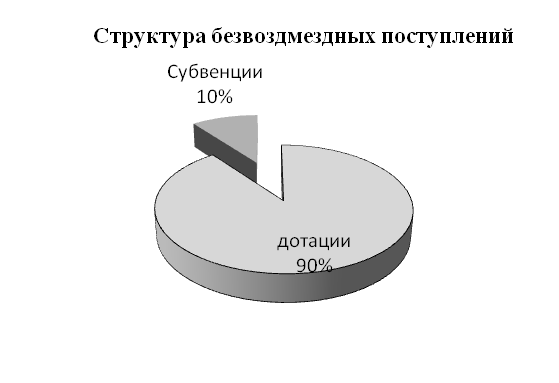 Структура безвоздмездных поступлений
Субвенции
10%
дотации
90%